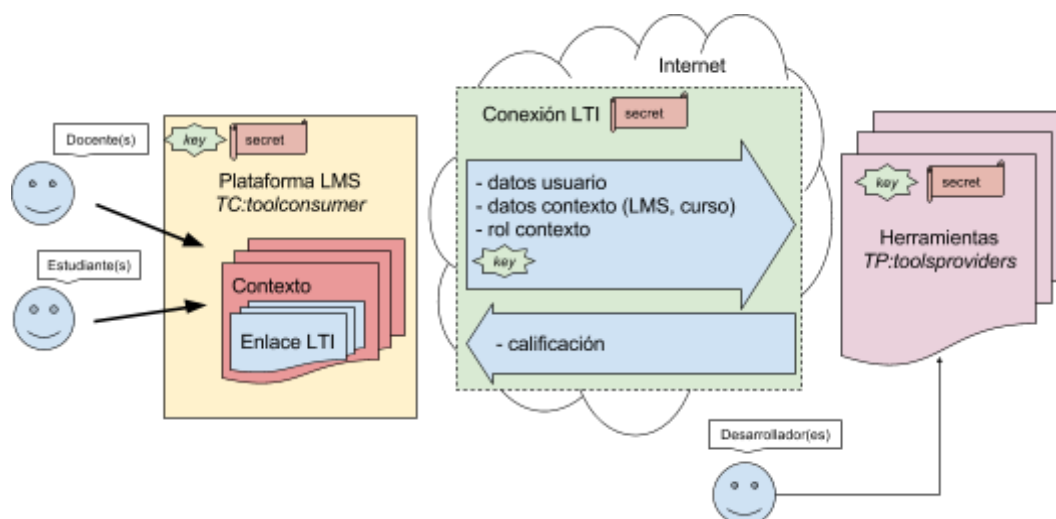 Docente(s)
key
secret
Plataforma LMS
TC:toolconsumer
Estudiante(s)
Contexto
Enlace LTI
Internet
Conexión LTI
secret
- datos usuario
- datos contexto (LMS, curso)
- rol contexto
key
- calificación
key
secret
Herramientas
TP:toolsproviders
Desarrollador(es)